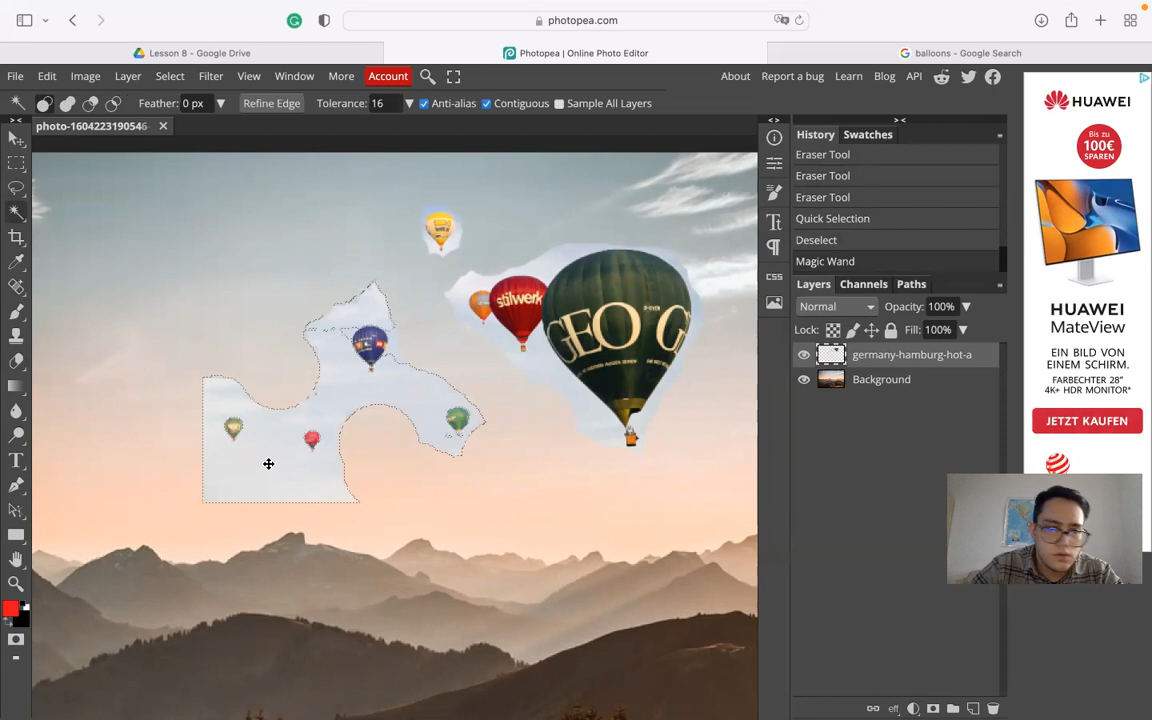 photopea.com
Lesson 8 - Google Drive
Photopea | Online Photo Editor
balloons - Google Search
File Edit Image Layer Select Filter View Window More Account
About Report a bug Learn Blog API
Feather: 0 px Refine Edge Tolerance: 16 Anti-alias Contiguous Sample All Layers
photo-1604223190546-
History Swatches
Eraser Tool
Eraser Tool
Eraser Tool
Quick Selection
Deselect
Magic Wand
Layers Channels Paths
Normal Opacity: 100%
Lock: Fill: 100%
germany-hamburg-hot-a
Background
CSS
eff
stilwerk
GEO G
HUAWEI
Bis zu
100€
SPAREN
HUAWEI
MateView
EIN BILD VON
EINEM SCHIRM.
FARBECHTER 28"
4K+ HDR MONITOR*
JETZT KAUFEN